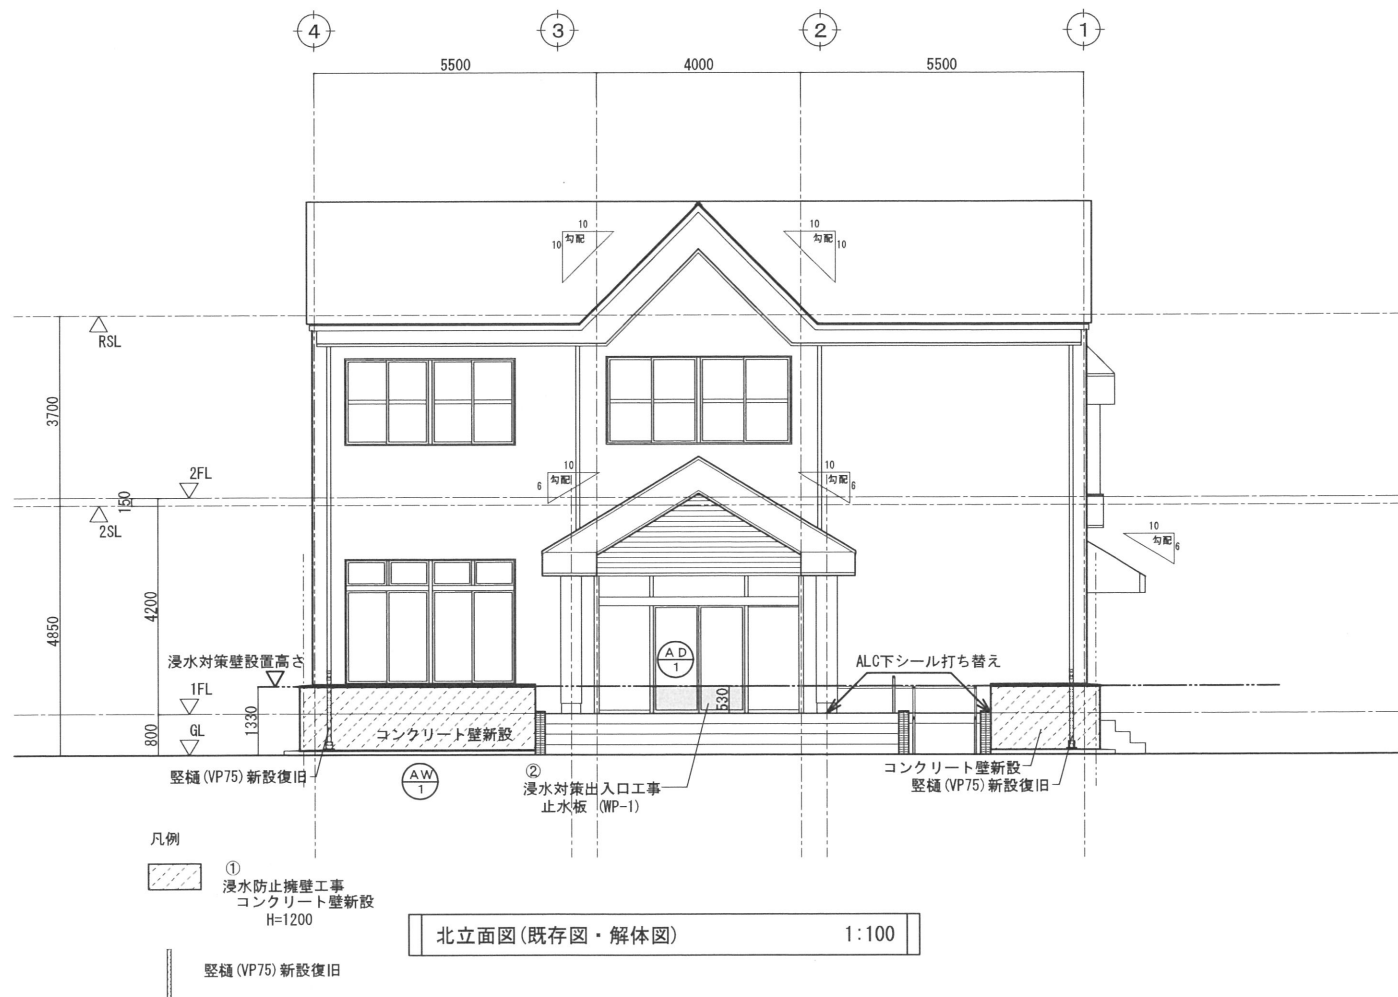 4
3
2
1
5500
4000
5500
10
10
勾配
10
勾配
10
RSL
3700
2FL
150
2SL
10
勾配
6
10
勾配
6
10
勾配
6
4200
4850
浸水対策壁設置高さ
AD
1
ALC下シール打ち替え
1FL
530
GL
800
1330
コンクリート壁新設
竪樋(VP75)新設復旧
AW
1
②
浸水対策出入口工事
止水板 (WP-1)
コンクリート壁新設
竪樋(VP75)新設復旧
凡例
①
浸水防止擁壁工事
コンクリート壁新設
H=1200
北立面図(既存図・解体図) 1:100
竪樋(VP75)新設復旧